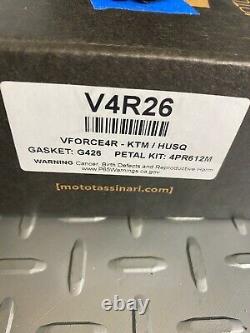 V4R26
VFORCE4R - KTM / HUSQ
GASKET: G426 PETAL KIT: 4PR612M
WARNING Cancer, Birth Defects and Reproductive Harm
www.P65Warnings.ca.gov
[mototassinari.com]